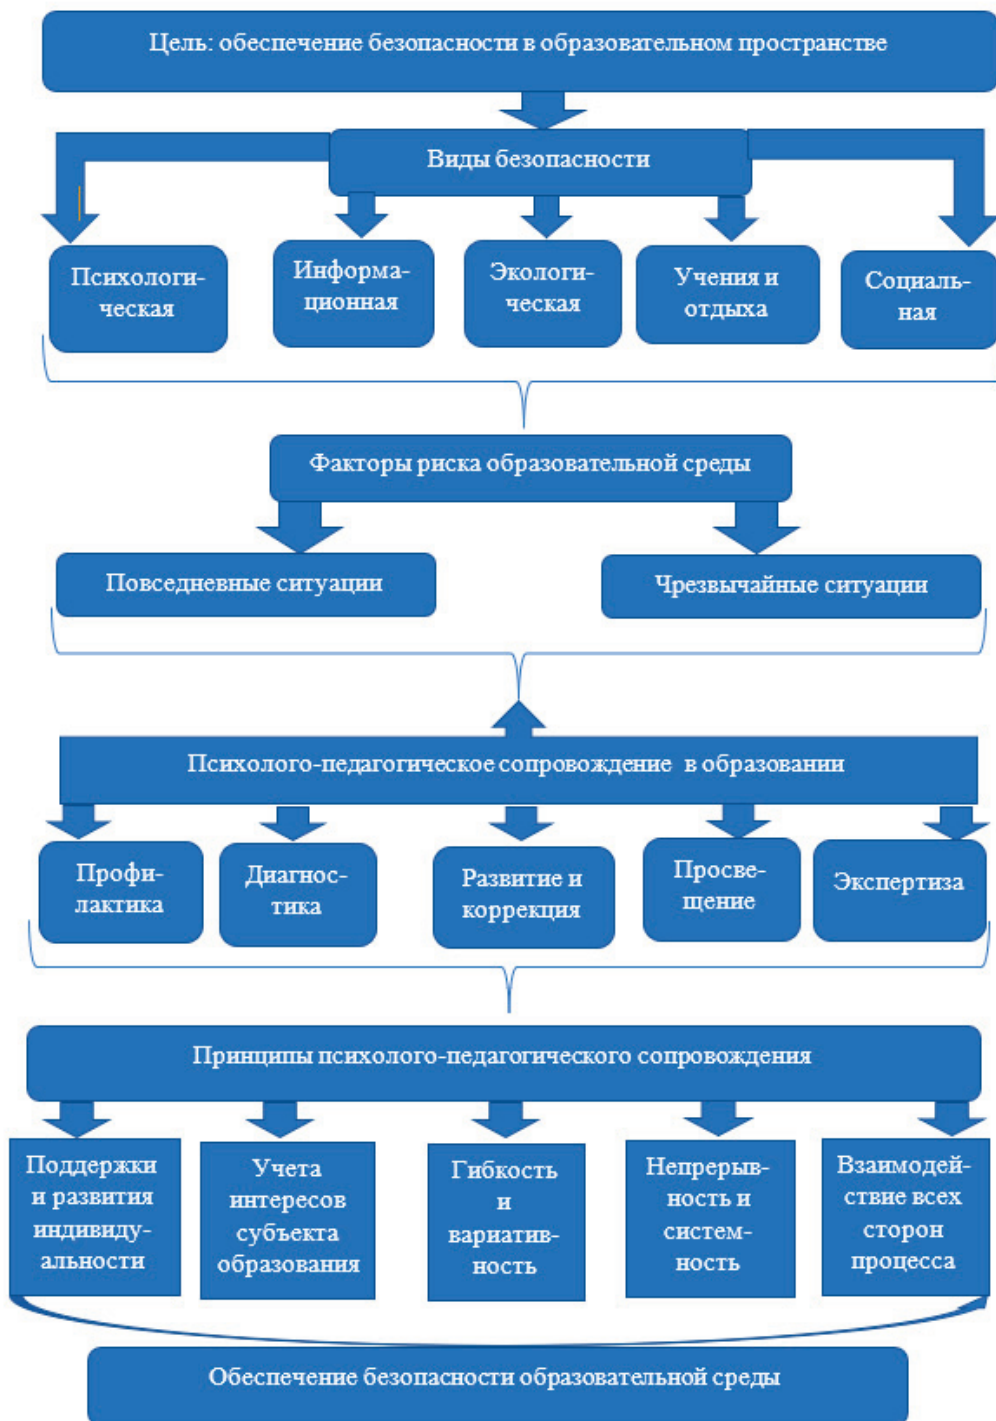 Цель: обеспечение безопасности в образовательном пространстве
Виды безопасности
Психологи-
ческая
Информа-
ционная
Экологи-
ческая
Учения и
отдыха
Социаль-
ная
Факторы риска образовательной среды
Повседневные ситуации
Чрезвычайные ситуации
Психолого-педагогическое сопровождение в образовании
Профи-
лактика
Диагнос-
тика
Развитие и
коррекция
Просве-
щение
Экспертиза
Принципы психолого-педагогического сопровождения
Поддержки
и развития
индивиду-
альности
Учета
интересов
субъекта
образования
Гибкость
и
вариатив-
ность
Непрерыв-
ность и
систем-
ность
Взаимодей-
ствие всех
сторон
процесса
Обеспечение безопасности образовательной среды